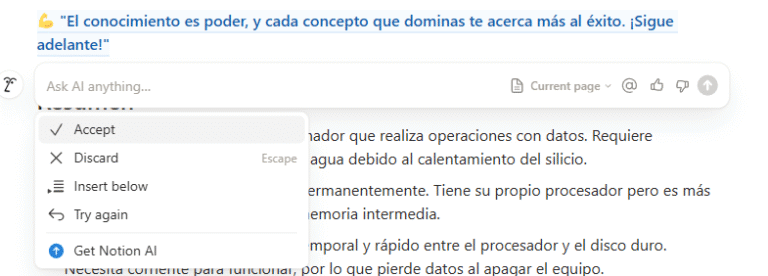 💪 "El conocimiento es poder, y cada concepto que dominas te acerca más al éxito. ¡Sigue
adelante!"
Ask AI anything... Current page
Resumen
Accept
nador que realiza operaciones con datos. Requiere
Discard Escape
agua debido al calentamiento del silicio.
Insert below
ermanentemente. Tiene su propio procesador pero es más
Try again
memoria intermedia.
Get Notion AI
mporal y rápido entre el procesador y el disco duro.
Necesita corriente para funcionar, por lo que pierde datos al apagar el equipo.